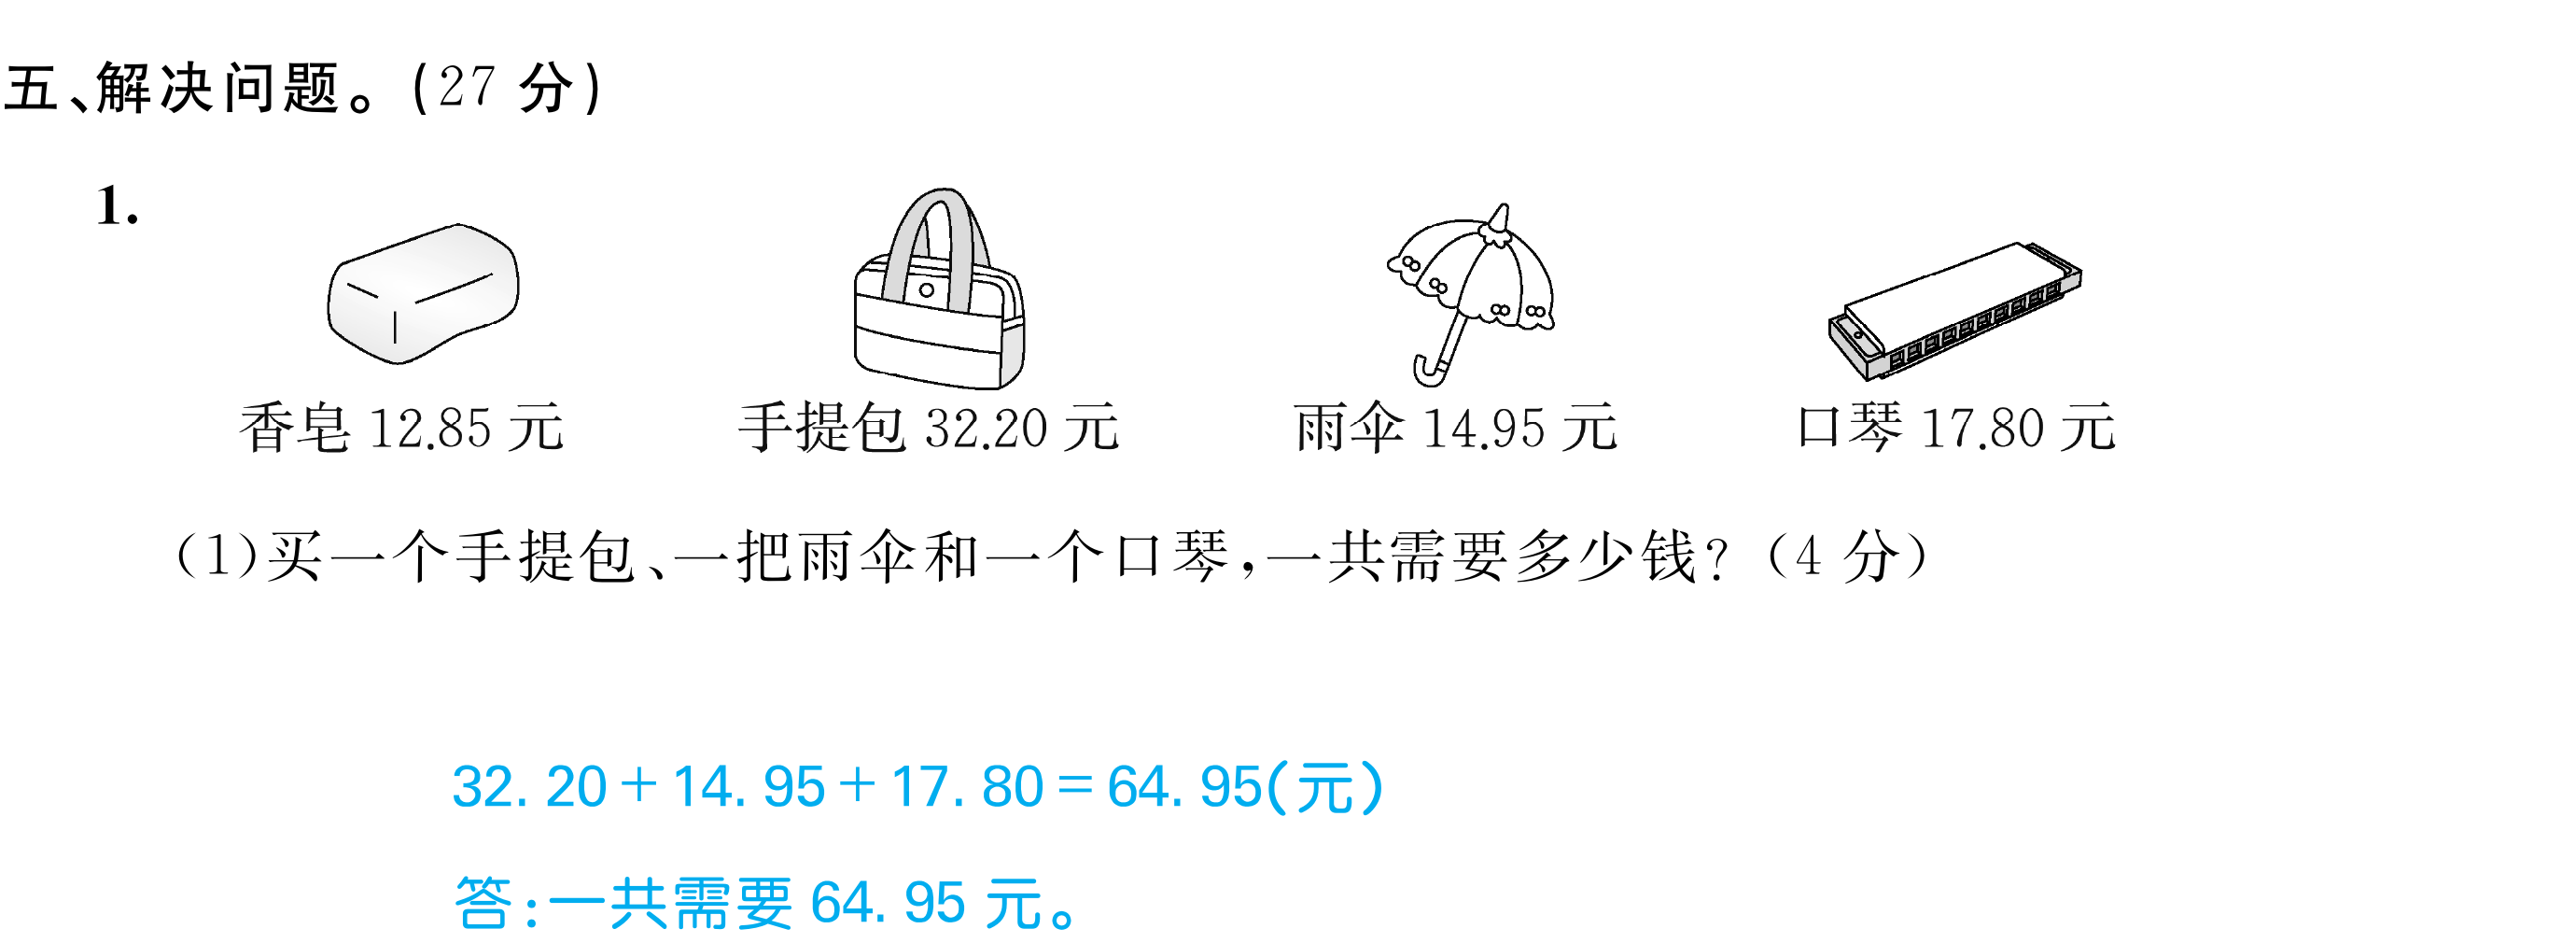 五、解决问题。(27 分)
1.
香皂 12.85 元 手提包 32.20 元 雨伞 14.95 元 口琴 17.80 元
(1)买一个手提包、一把雨伞和一个口琴,一共需要多少钱?(4 分)
32.20+14.95+17.80=64.95(元)
答:一共需要 64.95 元。